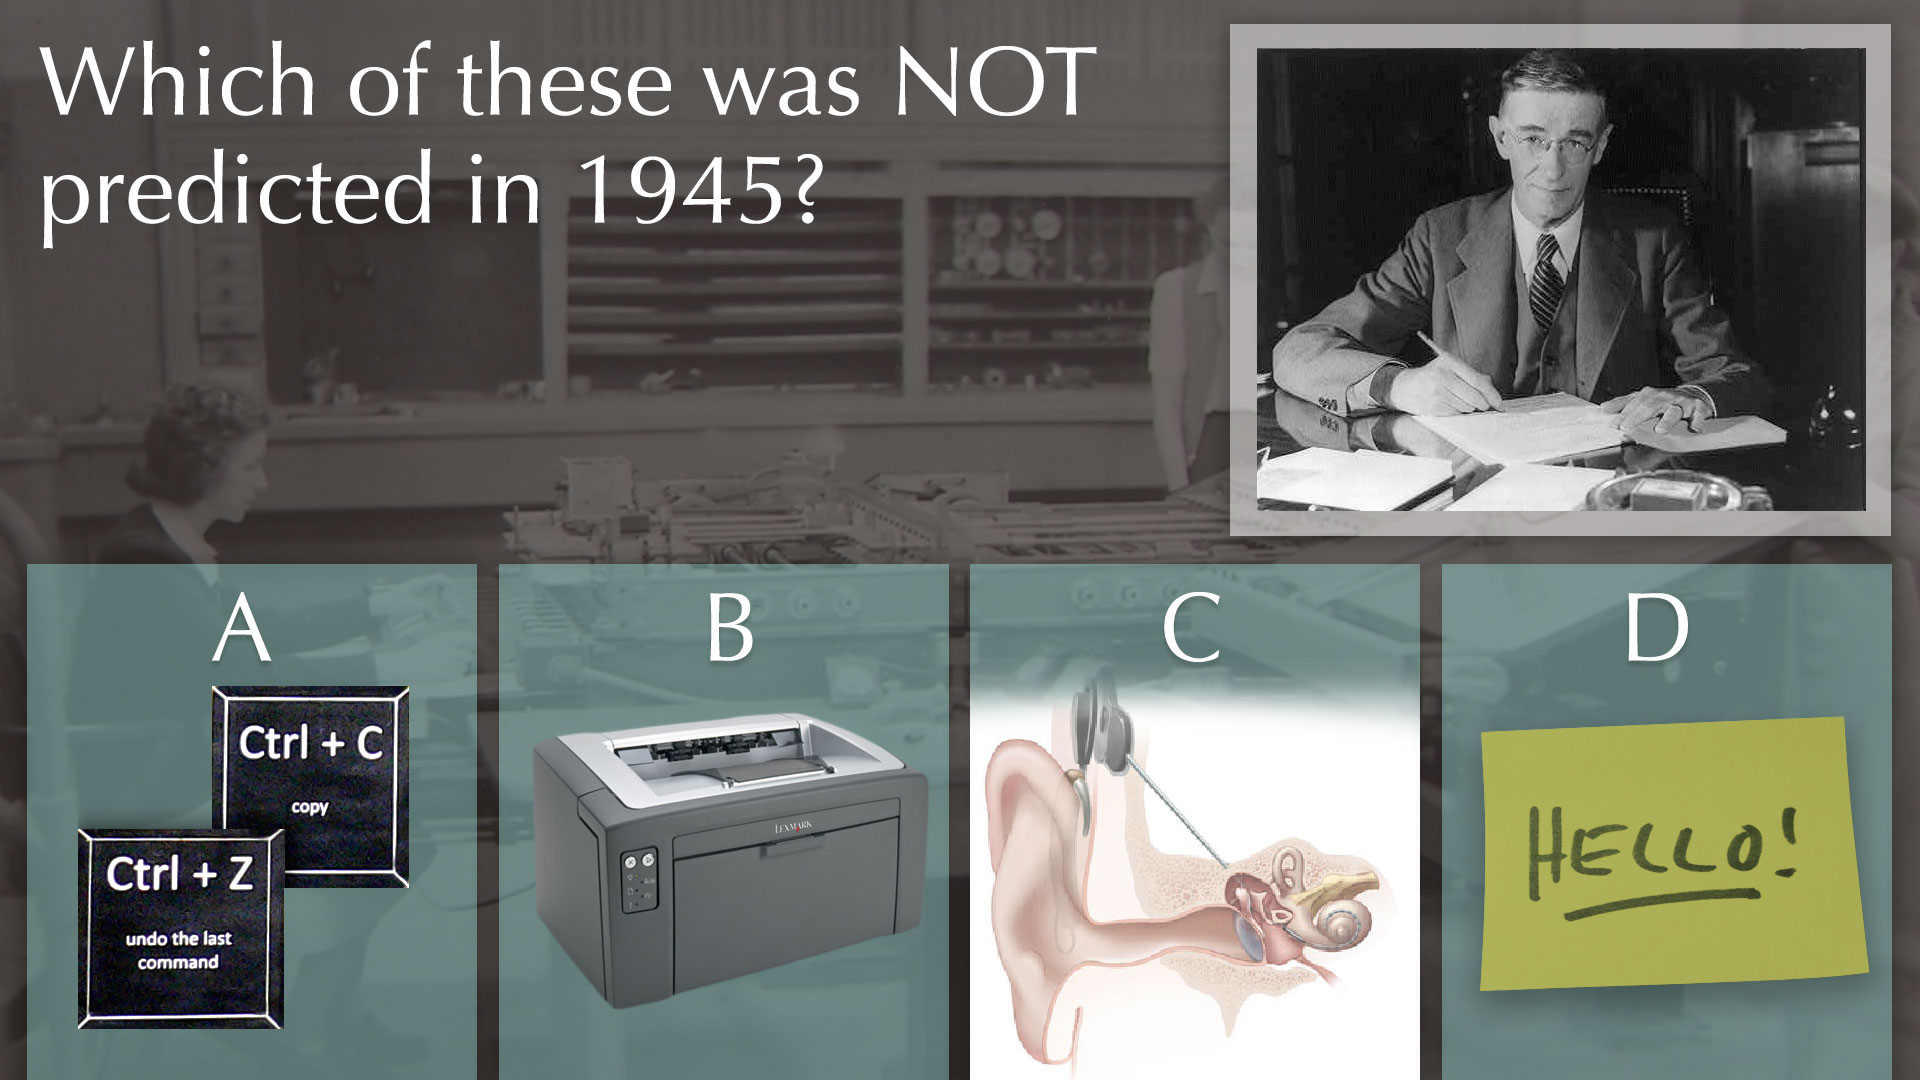 Which of these was NOT
predicted in 1945?
A
B
C
D
Ctrl + C
copy
Ctrl + Z
undo the last
command
LEXMARK
HELLO!